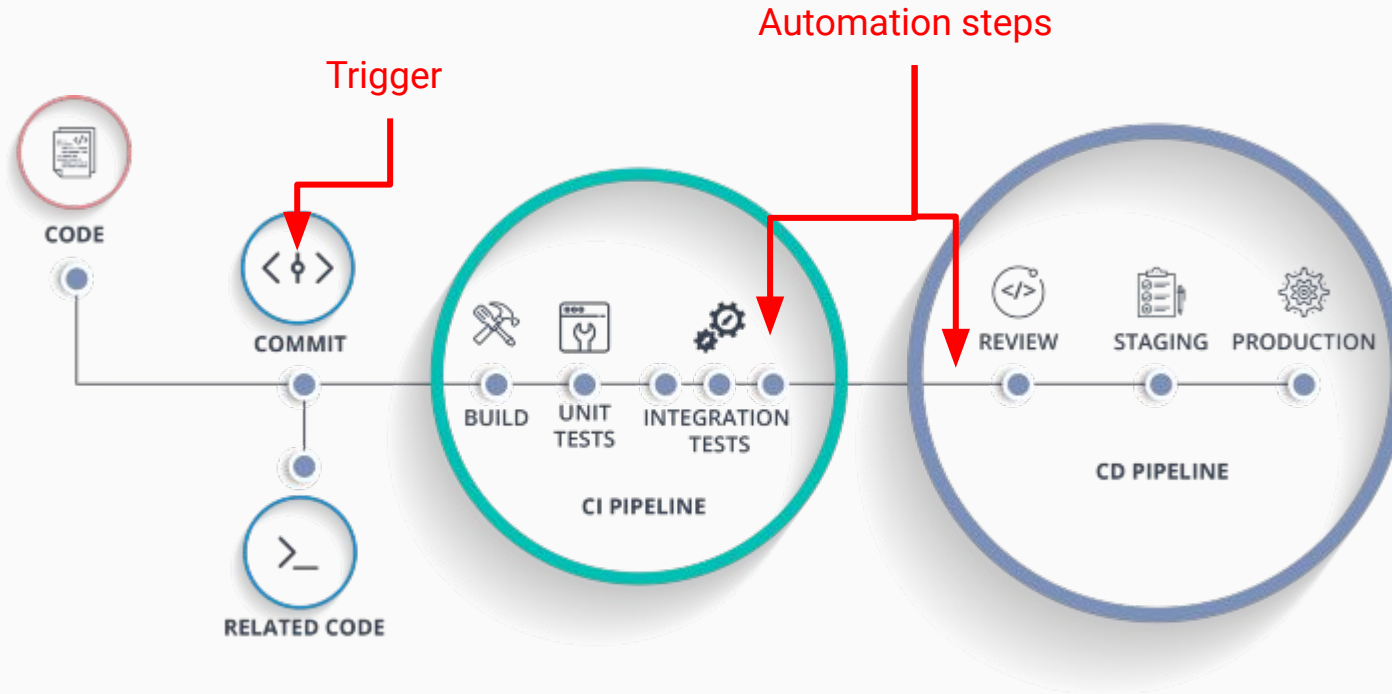 Automation steps
Trigger
CODE
COMMIT
RELATED CODE
BUILD
UNIT
TESTS
INTEGRATION
TESTS
CI PIPELINE
REVIEW
STAGING
PRODUCTION
CD PIPELINE